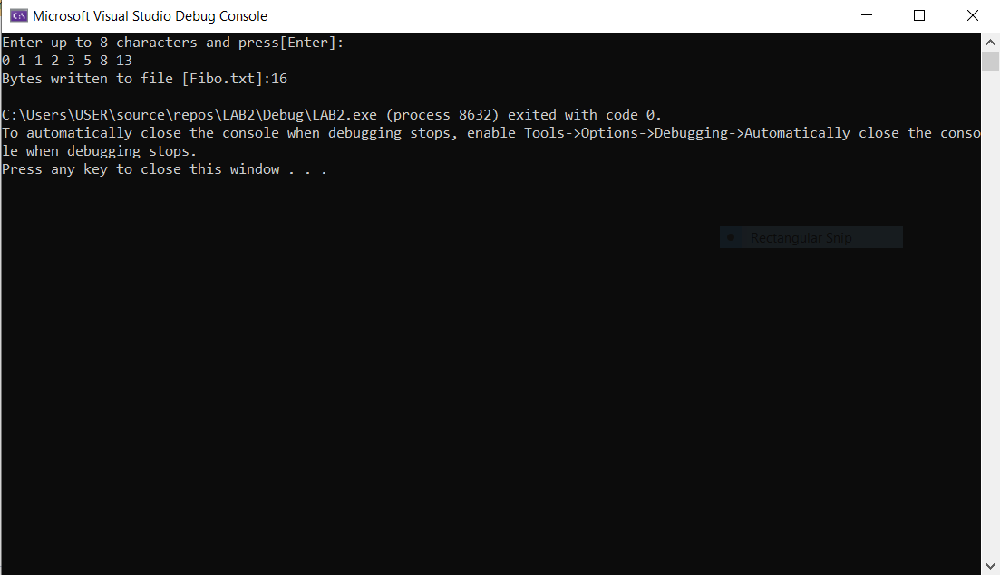 Microsoft Visual Studio Debug Console
Enter up to 8 characters and press[Enter]:
0 1 1 2 3 5 8 13
Bytes written to file [Fibo.txt]:16
C:\Users\USER\source\repos\LAB2\Debug\LAB2.exe (process 8632) exited with code 0.
To automatically close the console when debugging stops, enable Tools->Options->Debugging->Automatically close the conso
le when debugging stops.
Press any key to close this window . . .
Rectangular Snip